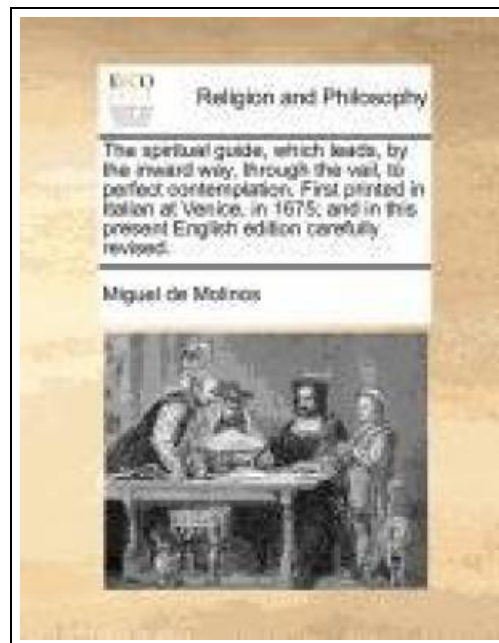 ECCO
Religion and Philosophy
The spiritual guide, which leads, by
the inward way, through the vail, to
perfect contemplation. First printed in
Italian at Venice, in 1675; and in this
present English edition carefully
revised.
Miguel de Molinos